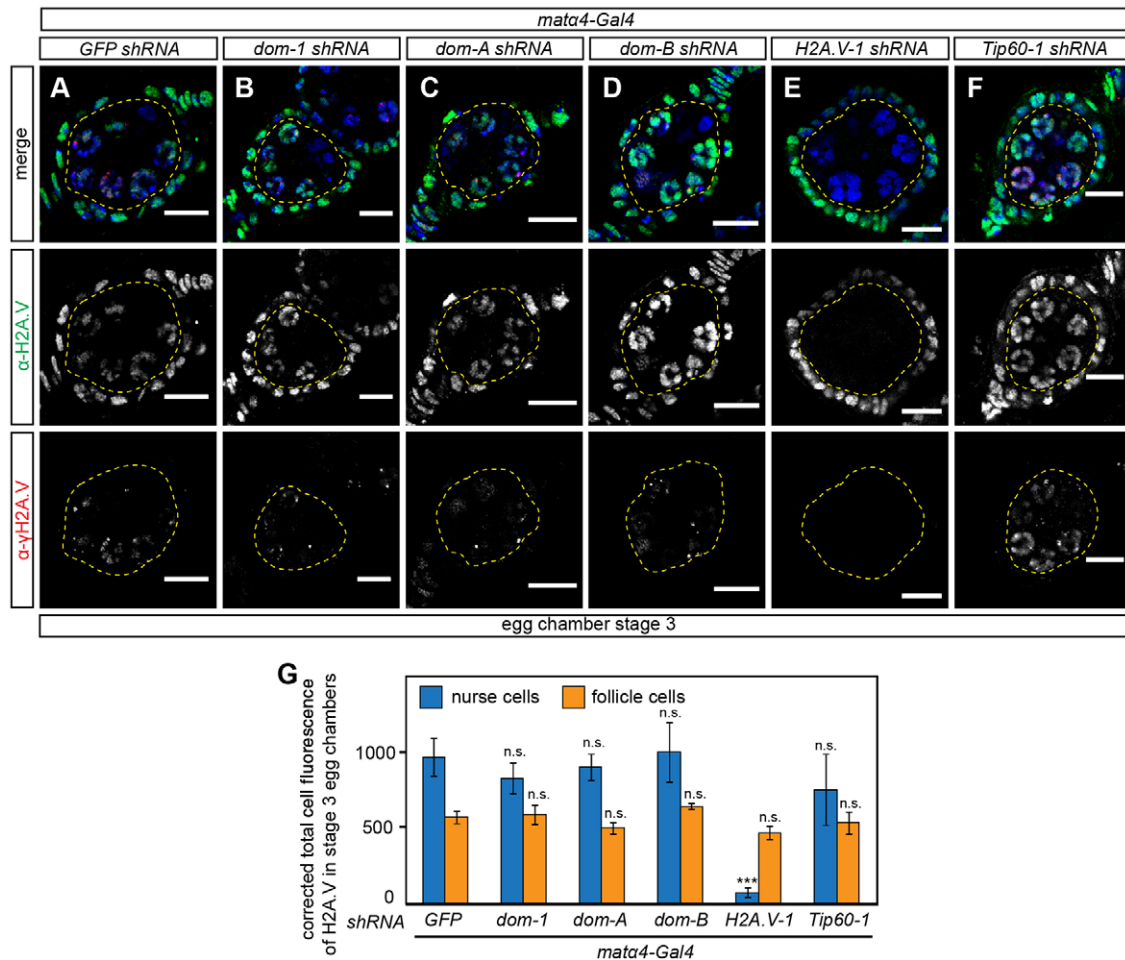 matα4-Gal4
GFP shRNA dom-1 shRNA dom-A shRNA dom-B shRNA H2A.V-1 shRNA Tip60-1 shRNA
A B C D E F
merge
α-H2A.V
α-γH2A.V
egg chamber stage 3
G
corrected total cell fluorescence
of H2A.V in stage 3 egg chambers
nurse cells follicle cells
1000
500
0
n.s. n.s. n.s. n.s. n.s. n.s. *** n.s. n.s. n.s.
shRNA GFP dom-1 dom-A dom-B H2A.V-1 Tip60-1
matα4-Gal4